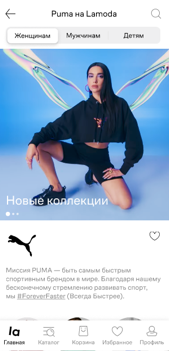 Puma на Lamoda
Женщинам
Мужчинам
Детям
Новые коллекции
Миссия PUMA — быть самым быстрым
спортивным брендом в мире. Благодаря нашему
бесконечному стремлению развивать спорт,
мы #ForeverFaster (Всегда быстрее).
la
Главная
Каталог
Корзина
Избранное
Профиль